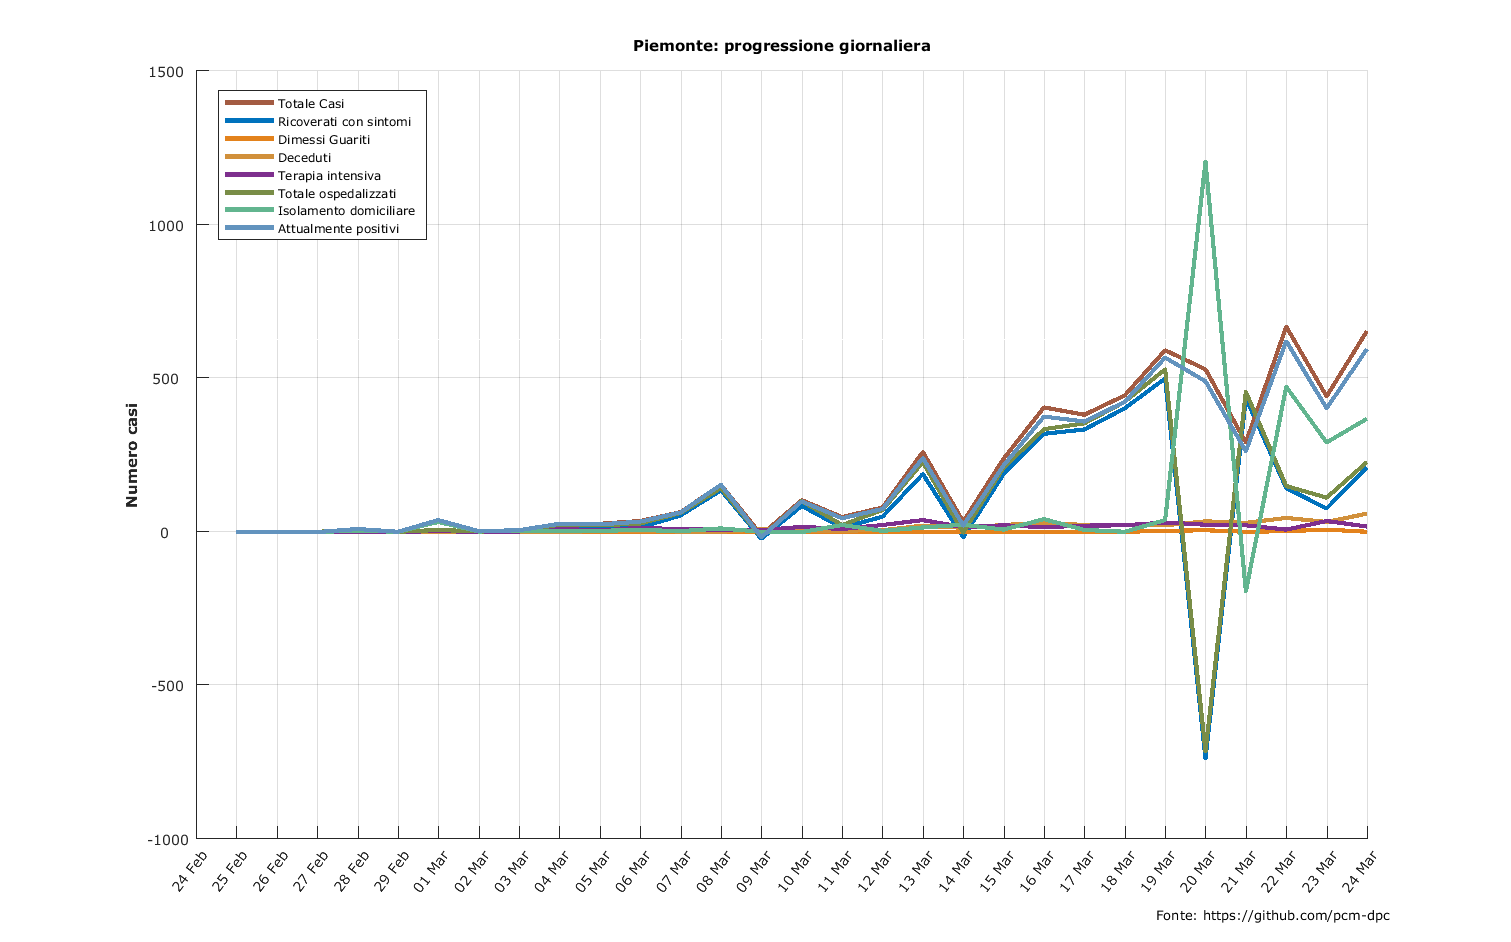 Piemonte: progressione giornaliera
1500
1000
500
0
-500
-1000
Numero casi
Totale Casi
Ricoverati con sintomi
Dimessi Guariti
Deceduti
Terapia intensiva
Totale ospedalizzati
Isolamento domiciliare
Attualmente positivi
24 Feb
25 Feb
26 Feb
27 Feb
28 Feb
29 Feb
01 Mar
02 Mar
03 Mar
04 Mar
05 Mar
06 Mar
07 Mar
08 Mar
09 Mar
10 Mar
11 Mar
12 Mar
13 Mar
14 Mar
15 Mar
16 Mar
17 Mar
18 Mar
19 Mar
20 Mar
21 Mar
22 Mar
23 Mar
24 Mar
Fonte: https://github.com/pcm-dpc